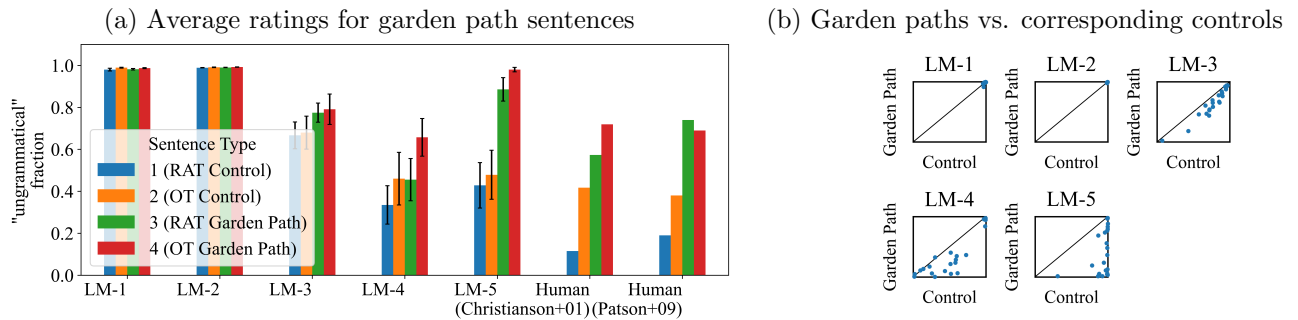 (a) Average ratings for garden path sentences
"ungrammatical"
fraction
1.0
0.8
0.6
0.4
0.2
0.0
Sentence Type
1 (RAT Control)
2 (OT Control)
3 (RAT Garden Path)
4 (OT Garden Path)
LM-1
LM-2
LM-3
LM-4
LM-5
Human
(Christianson+01)
Human
(Patson+09)
(b) Garden paths vs. corresponding controls
LM-1
Garden Path
Control
LM-2
Garden Path
Control
LM-3
Garden Path
Control
LM-4
Garden Path
Control
LM-5
Garden Path
Control